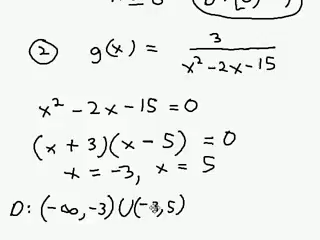 ② g(x) = 3 / (x² - 2x - 15)
x² - 2x - 15 = 0
(x + 3)(x - 5) = 0
x = -3, x = 5
D: (-∞, -3) ∪ (-3, 5)